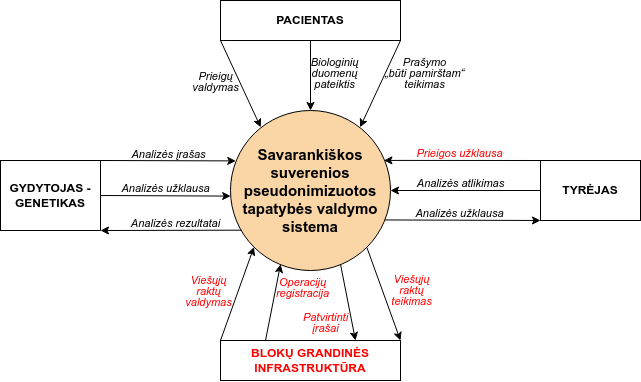 PACIENTAS
Prieigų
valdymas
Biologinių
duomenų
pateiktis
Prašymo
„būti pamirštam“
teikimas
Analizės įrašas
Analizės užklausa
Analizės rezultatai
GYDYTOJAS -
GENETIKAS
Savarankiškos
suverenios
pseudonimizuotos
tapatybės valdymo
sistema
Prieigos užklausa
Analizės atlikimas
Analizės užklausa
TYRĖJAS
Viešųjų
raktų
valdymas
Operacijų
registracija
Patvirtinti
įrašai
Viešųjų
raktų
teikimas
BLOKŲ GRANDINĖS
INFRASTRUKTŪRA